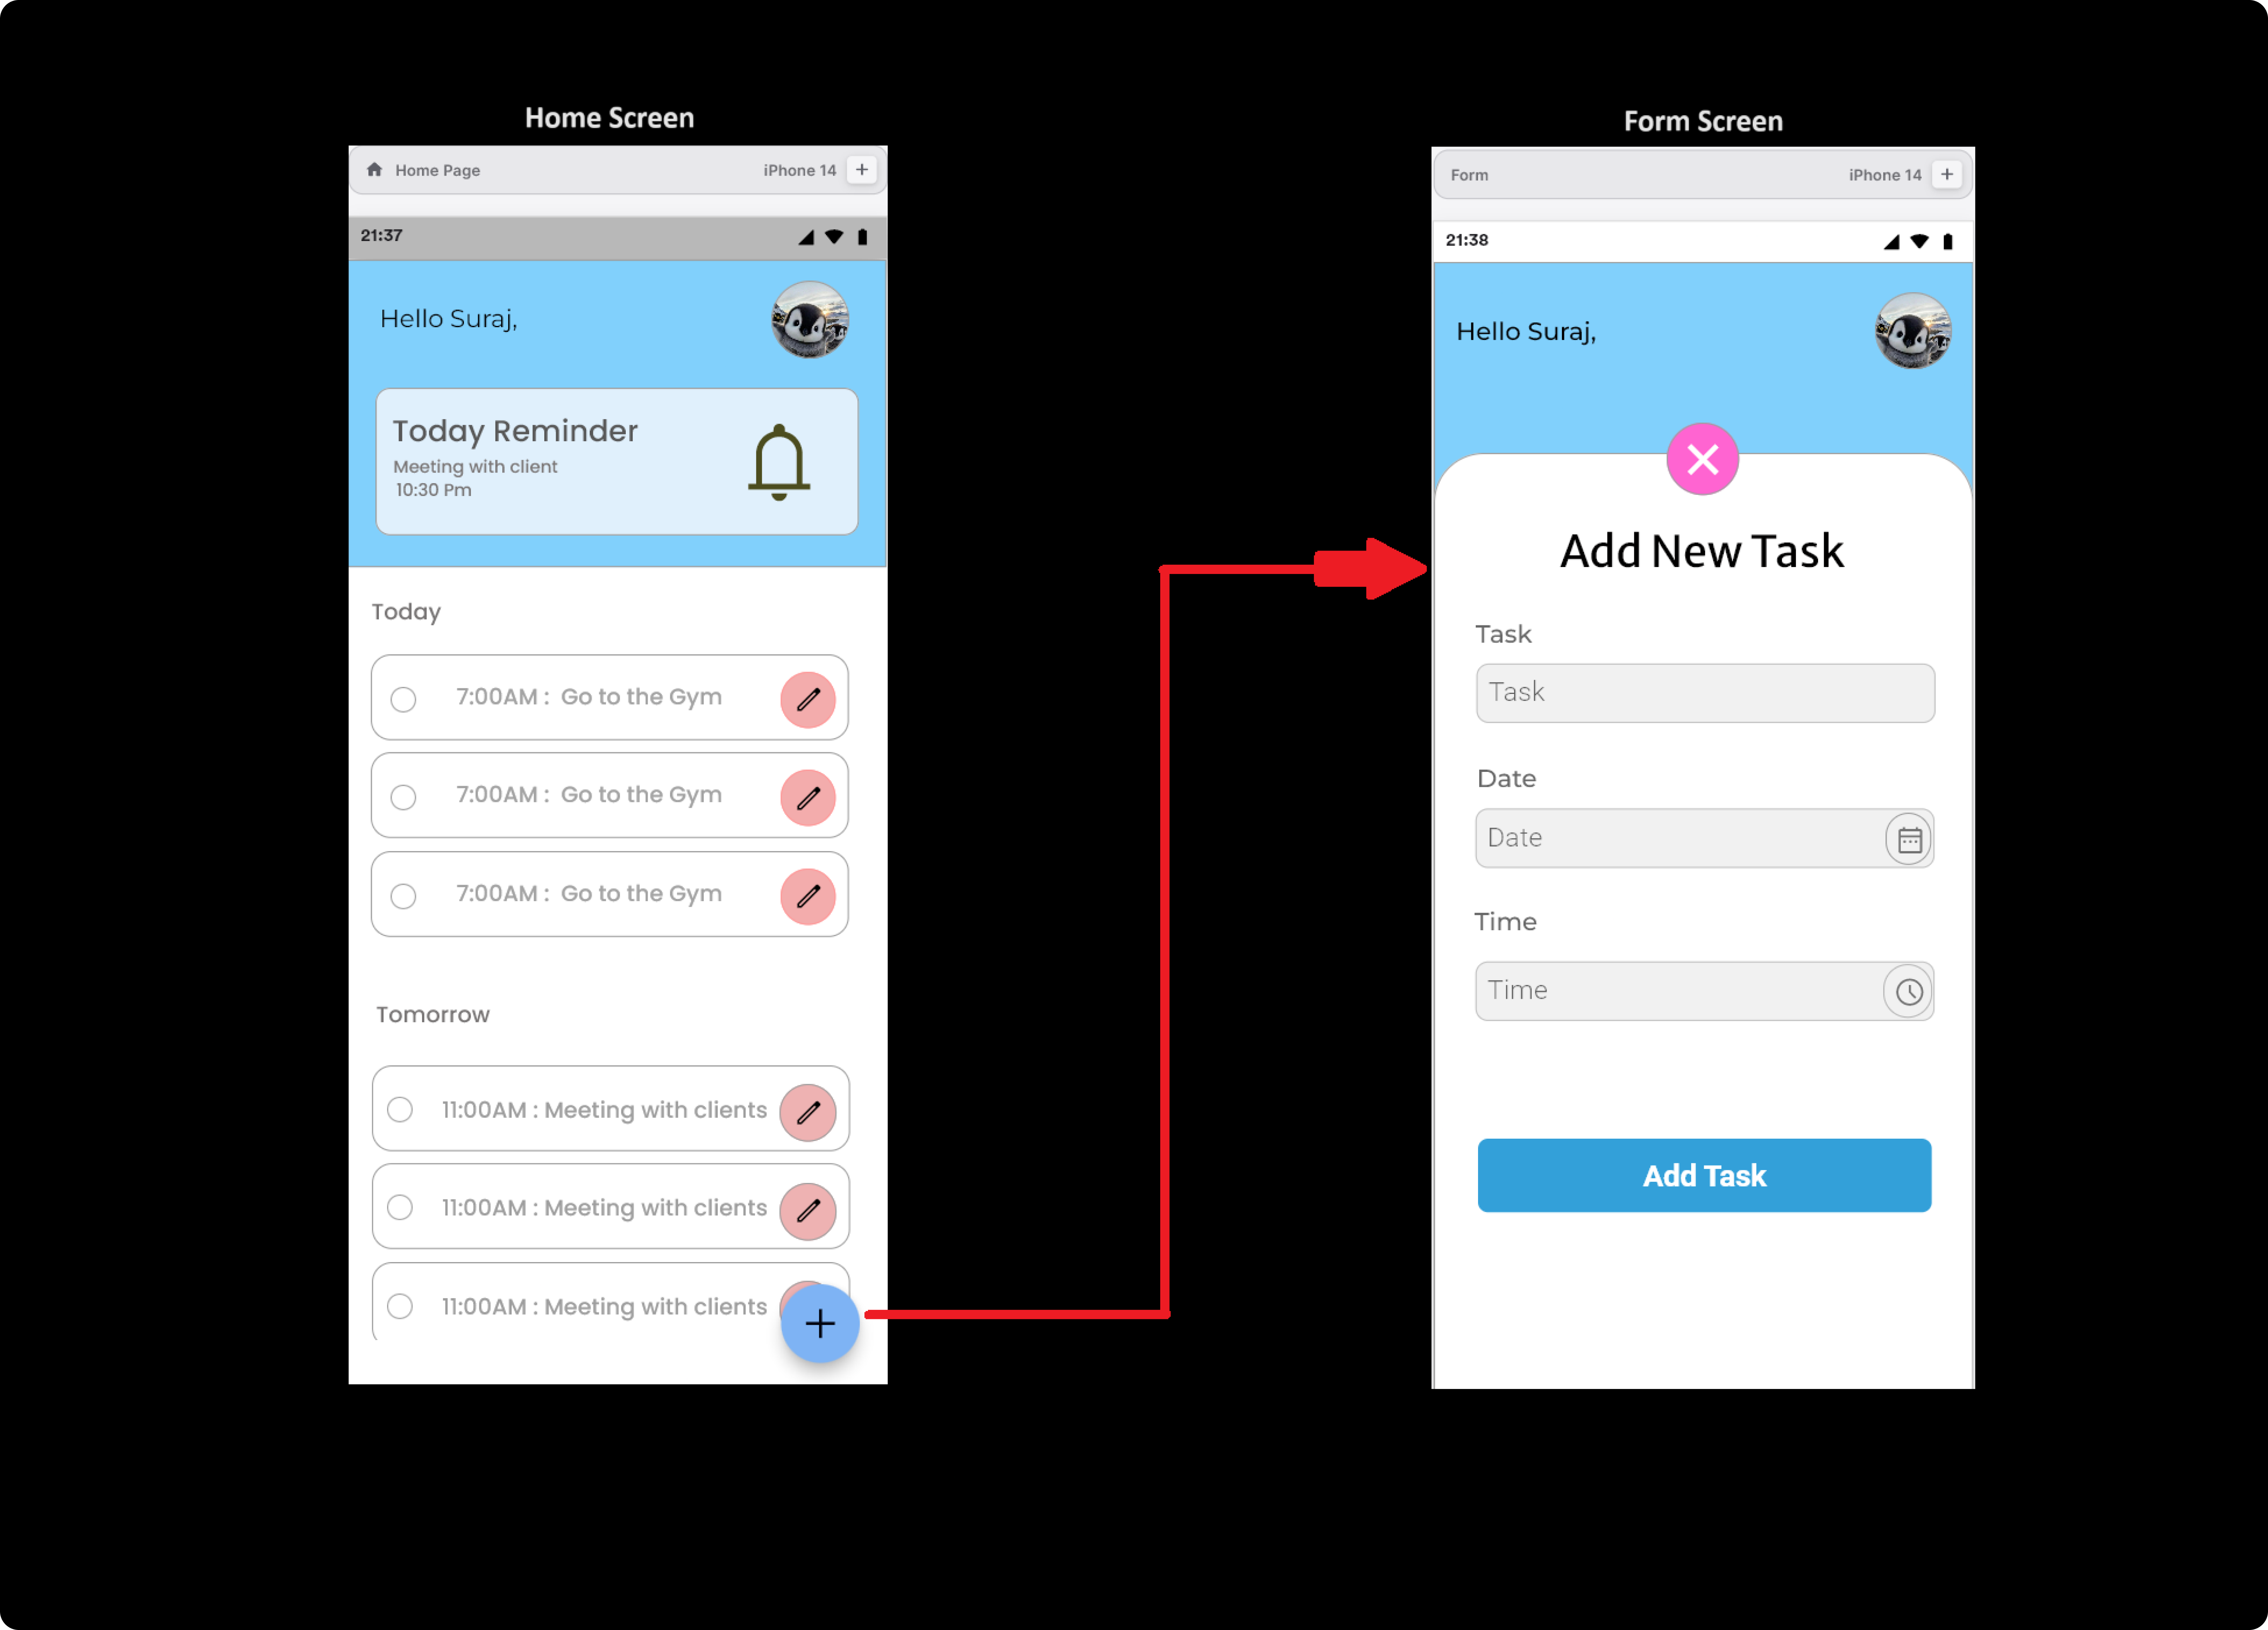 Home Screen
Home Page
iPhone 14
21:37
Hello Suraj,
Today Reminder
Meeting with client
10:30 Pm
Today
7:00AM : Go to the Gym
7:00AM : Go to the Gym
7:00AM : Go to the Gym
Tomorrow
11:00AM : Meeting with clients
11:00AM : Meeting with clients
11:00AM : Meeting with clients
Form Screen
Form
iPhone 14
21:38
Hello Suraj,
Add New Task
Task
Task
Date
Date
Time
Time
Add Task